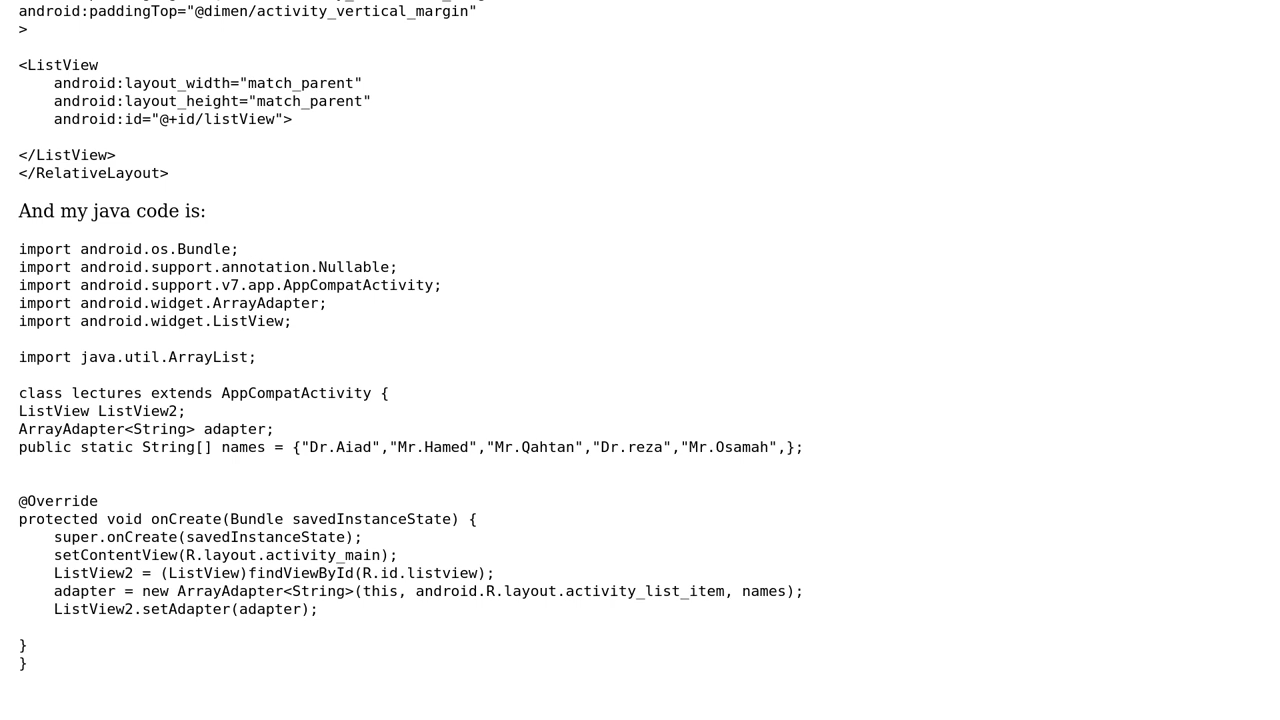 android:paddingTop="@dimen/activity_vertical_margin"
>
<ListView
    android:layout_width="match_parent"
    android:layout_height="match_parent"
    android:id="@+id/listView">
</ListView>
</RelativeLayout>
And my java code is:
import android.os.Bundle;
import android.support.annotation.Nullable;
import android.support.v7.app.AppCompatActivity;
import android.widget.ArrayAdapter;
import android.widget.ListView;
import java.util.ArrayList;
class lectures extends AppCompatActivity {
ListView ListView2;
ArrayAdapter<String> adapter;
public static String[] names = {"Dr.Aiad","Mr.Hamed","Mr.Qahtan","Dr.reza","Mr.Osamah",};
@Override
protected void onCreate(Bundle savedInstanceState) {
    super.onCreate(savedInstanceState);
    setContentView(R.layout.activity_main);
    ListView2 = (ListView)findViewById(R.id.listview);
    adapter = new ArrayAdapter<String>(this, android.R.layout.activity_list_item, names);
    ListView2.setAdapter(adapter);
}
}